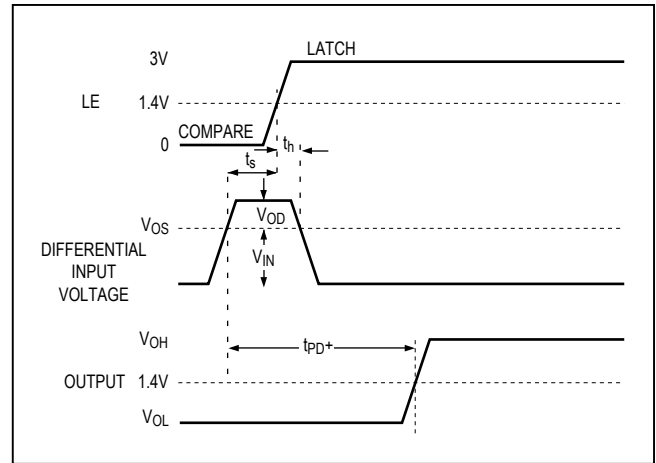 3V
LATCH
LE
1.4V
COMPARE
0
th
ts
VOD
VOS
VIN
DIFFERENTIAL
INPUT
VOLTAGE
VOH
tPD+
OUTPUT
1.4V
VOL